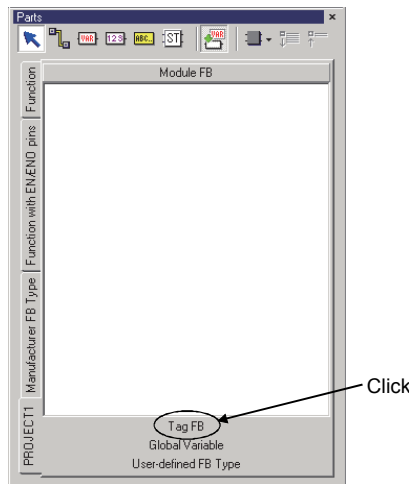 Parts
VAR 123 ABC.. ST VAR
Module FB
Function
Function with EN/ENO pins
Manufacturer FB Type
PROJECT1
Click
Tag FB
Global Variable
User-defined FB Type